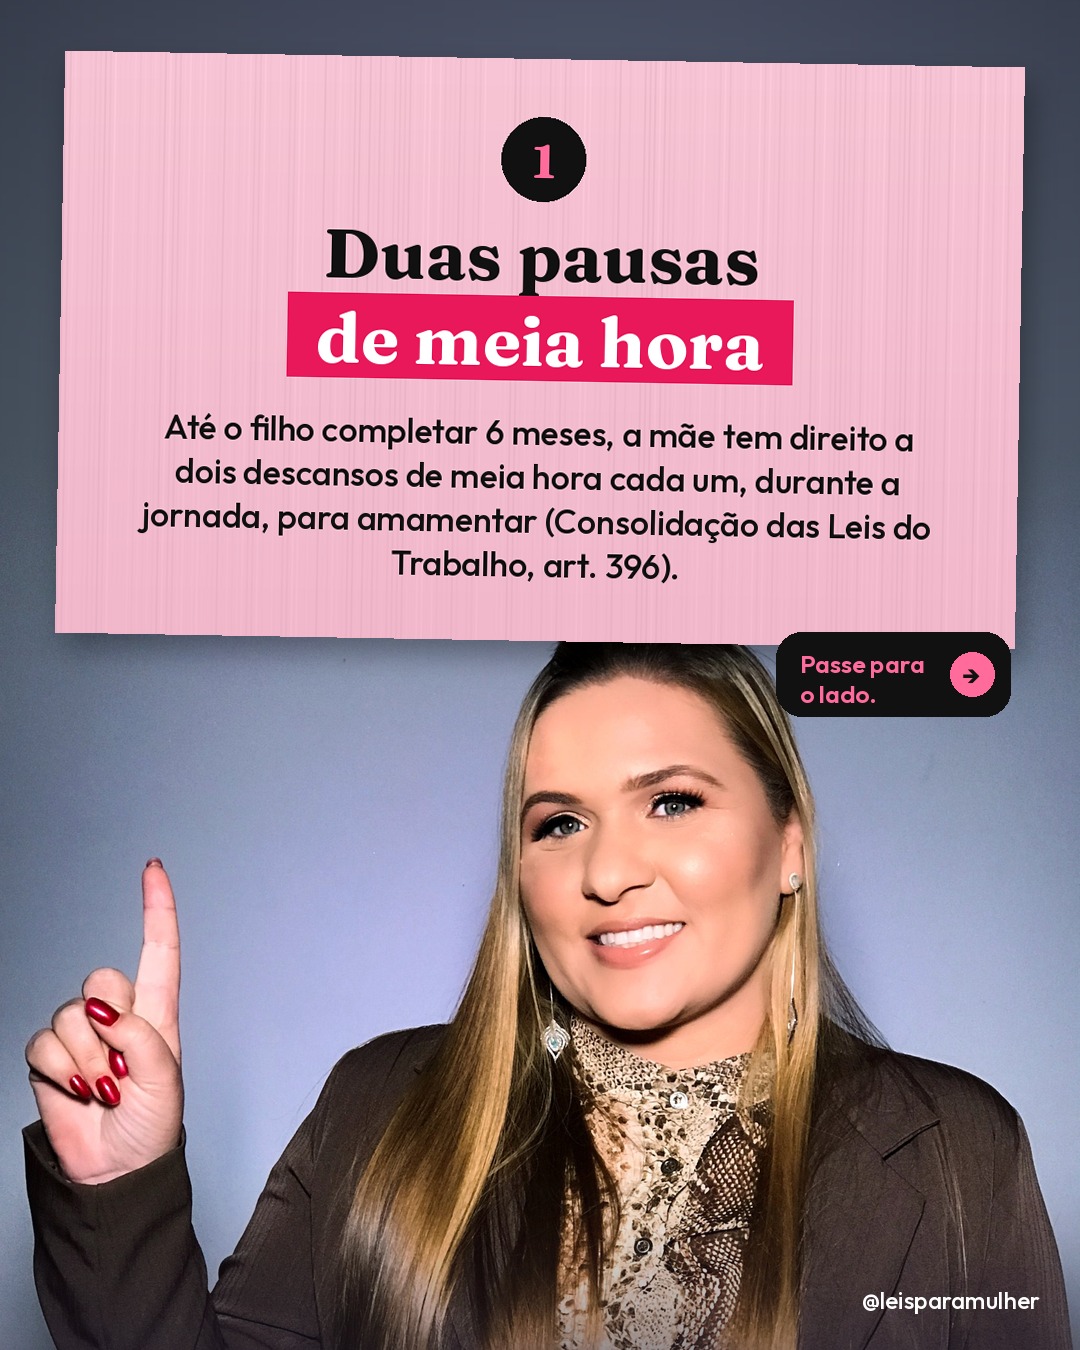 1
Duas pausas
de meia hora
Até o filho completar 6 meses, a mãe tem direito a
dois descansos de meia hora cada um, durante a
jornada, para amamentar (Consolidação das Leis do
Trabalho, art. 396).
Passe para
o lado.
@leisparamulher